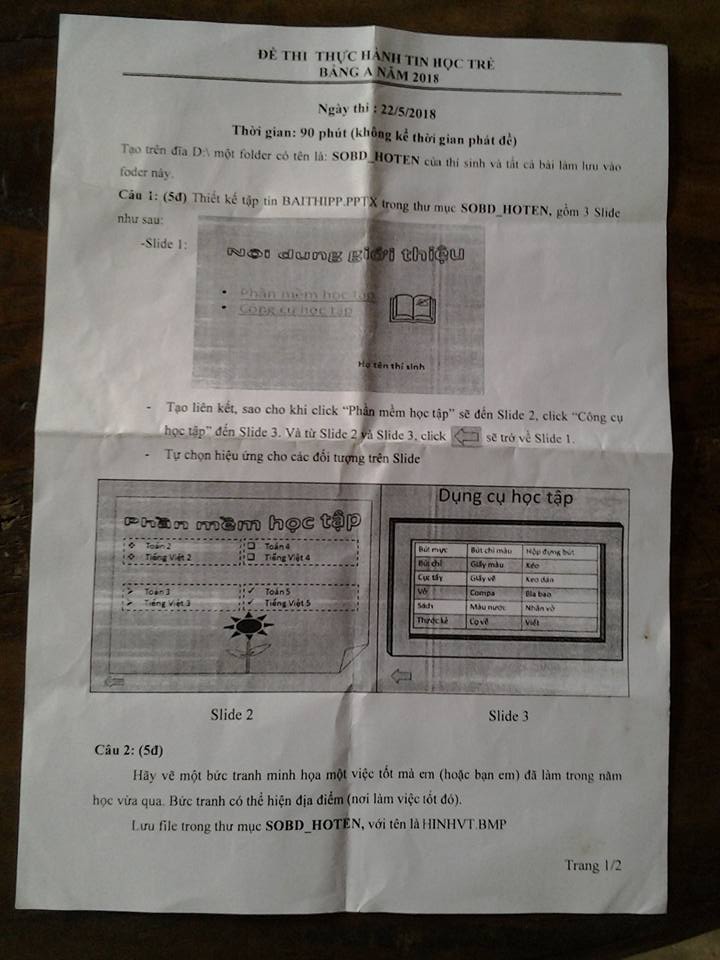 ĐỀ THI THỰC HÀNH TIN HỌC TRẺ
BẢNG A NĂM 2018
Ngày thi : 22/5/2018
Thời gian: 90 phút (không kể thời gian phát đề)
Tạo trên đĩa D:\ một folder có tên là: SOBD_HOTEN của thí sinh và tất cả bài làm lưu vào
foder này.
Câu 1: (5đ) Thiết kế tập tin BAITHIPP.PPTX trong thư mục SOBD_HOTEN, gồm 3 Slide
như sau:
-Slide 1:
Nội dung giới thiệu
• Phần mềm học tập
• Công cụ học tập
Họ tên thí sinh
- Tạo liên kết, sao cho khi click “Phần mềm học tập” sẽ đến Slide 2, click “Công cụ
học tập” đến Slide 3. Và từ Slide 2 và Slide 3, click sẽ trở về Slide 1.
- Tự chọn hiệu ứng cho các đối tượng trên Slide
Phần mềm học tập
❖ Toán 2
❖ Tiếng Việt 2
❑ Toán 4
❑ Tiếng Việt 4
➢ Toán 3
➢ Tiếng Việt 3
✓ Toán 5
✓ Tiếng Việt 5
Dụng cụ học tập
Bút mực Bút chì màu Hộp đựng bút
Bút chì Giấy màu Kéo
Cục tẩy Giấy vẽ Keo dán
Vở Compa Bìa bao
Sách Màu nước Nhãn vở
Thước kẻ Cọ vẽ Viết
Slide 2
Slide 3
Câu 2: (5đ)
Hãy vẽ một bức tranh minh họa một việc tốt mà em (hoặc bạn em) đã làm trong năm
học vừa qua. Bức tranh có thể hiện địa điểm (nơi làm việc tốt đó).
Lưu file trong thư mục SOBD_HOTEN, với tên là HINHVT.BMP
Trang 1/2